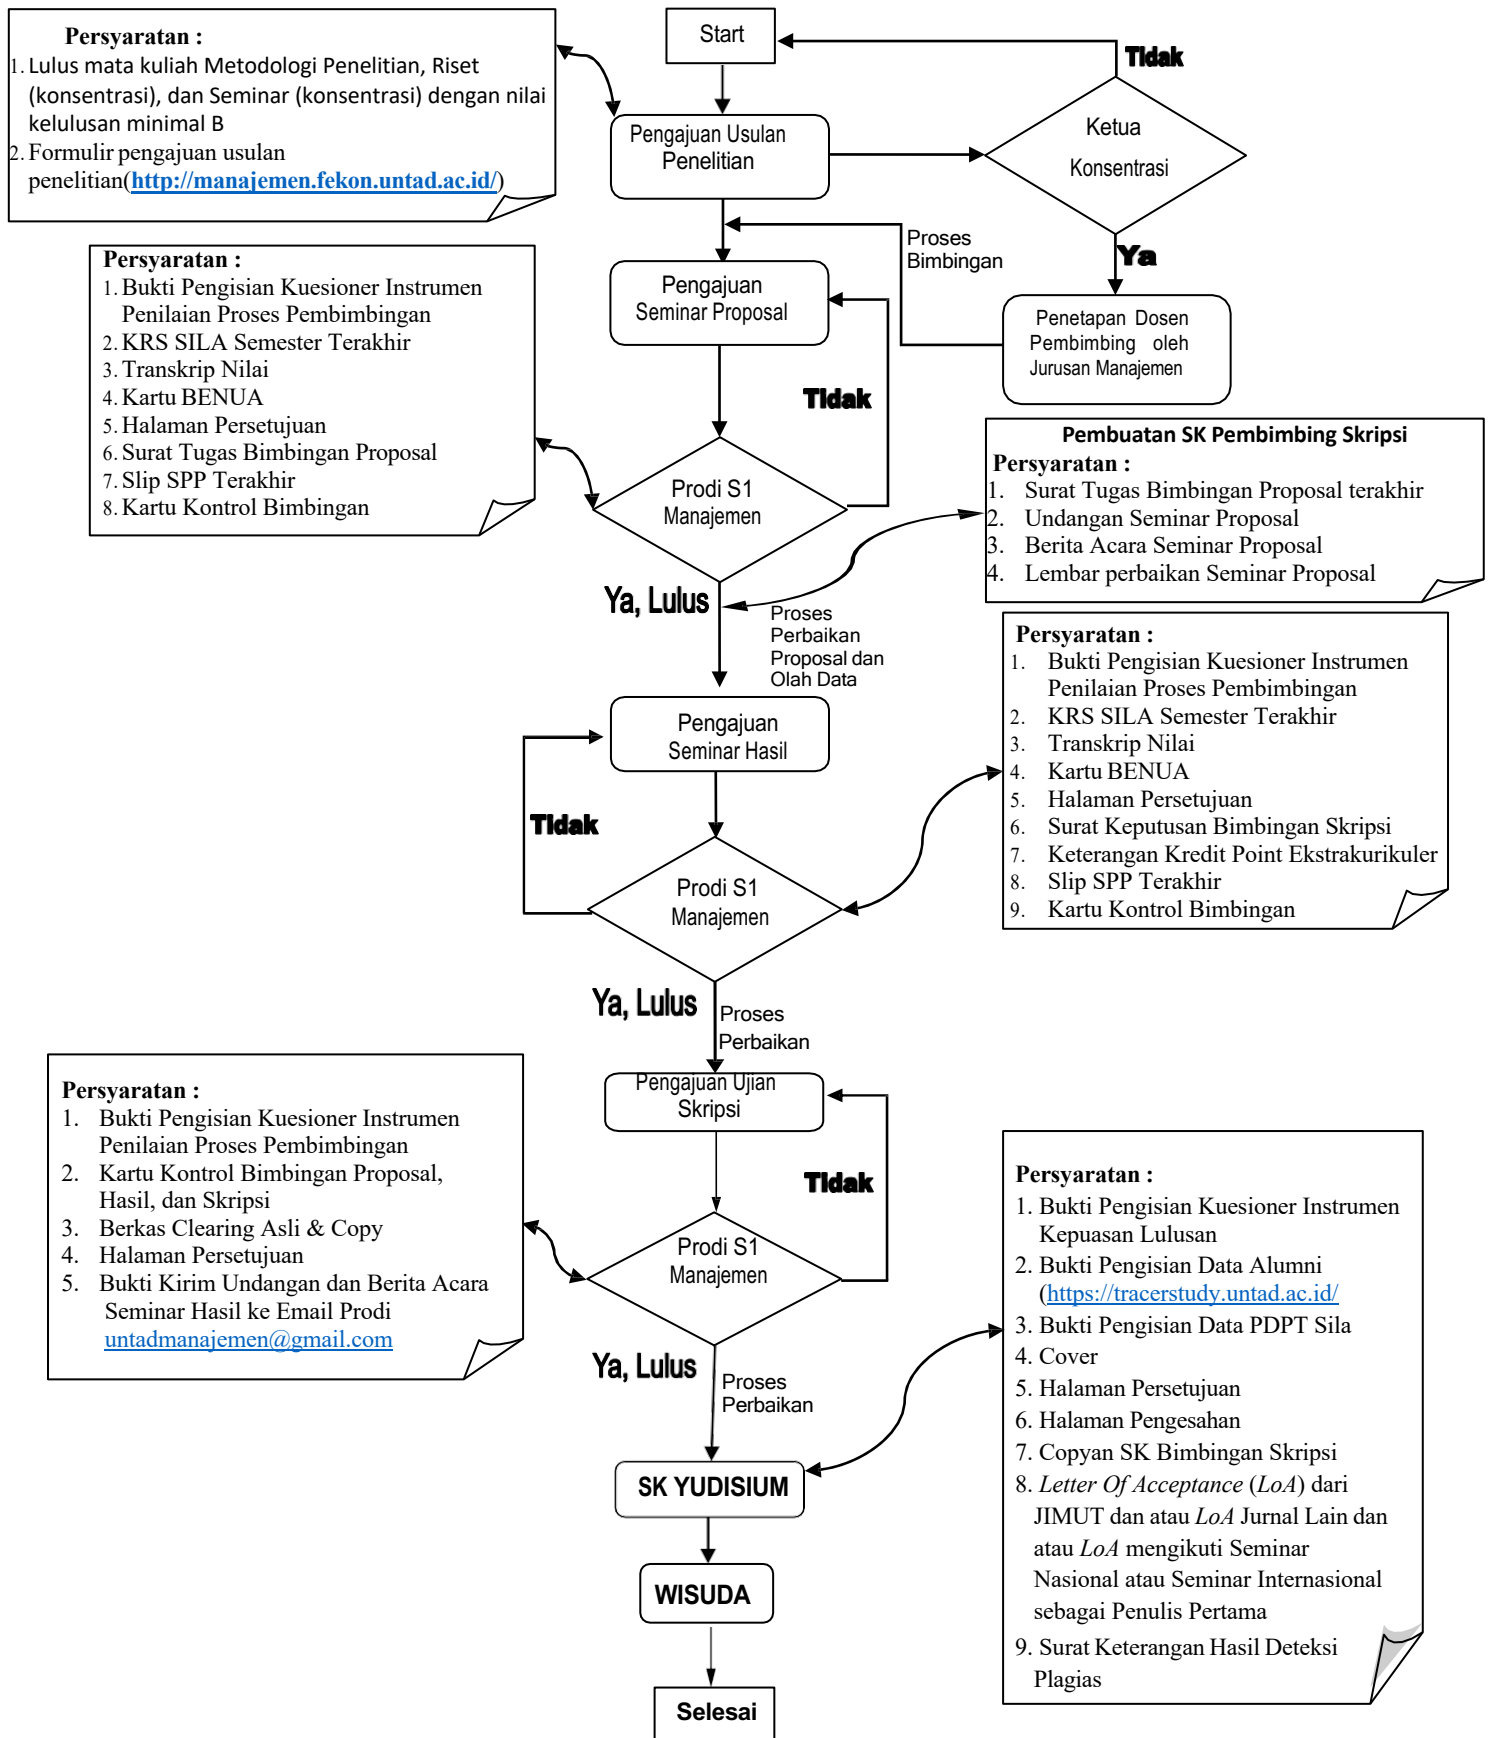 Persyaratan :
1. Lulus mata kuliah Metodologi Penelitian, Riset
(konsentrasi), dan Seminar (konsentrasi) dengan nilai
kelulusan minimal B
2. Formulir pengajuan usulan
penelitian(http://manajemen.fekon.untad.ac.id/)
Start
Tidak
Pengajuan Usulan
Penelitian
Ketua
Konsentrasi
Ya
Proses
Bimbingan
Penetapan Dosen
Pembimbing oleh
Jurusan Manajemen
Persyaratan :
1. Bukti Pengisian Kuesioner Instrumen
Penilaian Proses Pembimbingan
2. KRS SILA Semester Terakhir
3. Transkrip Nilai
4. Kartu BENUA
5. Halaman Persetujuan
6. Surat Tugas Bimbingan Proposal
7. Slip SPP Terakhir
8. Kartu Kontrol Bimbingan
Pengajuan
Seminar Proposal
Tidak
Prodi S1
Manajemen
Pembuatan SK Pembimbing Skripsi
Persyaratan :
1. Surat Tugas Bimbingan Proposal terakhir
2. Undangan Seminar Proposal
3. Berita Acara Seminar Proposal
4. Lembar perbaikan Seminar Proposal
Ya, Lulus
Proses
Perbaikan
Proposal dan
Olah Data
Pengajuan
Seminar Hasil
Tidak
Prodi S1
Manajemen
Persyaratan :
1. Bukti Pengisian Kuesioner Instrumen
Penilaian Proses Pembimbingan
2. KRS SILA Semester Terakhir
3. Transkrip Nilai
4. Kartu BENUA
5. Halaman Persetujuan
6. Surat Keputusan Bimbingan Skripsi
7. Keterangan Kredit Point Ekstrakurikuler
8. Slip SPP Terakhir
9. Kartu Kontrol Bimbingan
Ya, Lulus
Proses
Perbaikan
Pengajuan Ujian
Skripsi
Tidak
Prodi S1
Manajemen
Persyaratan :
1. Bukti Pengisian Kuesioner Instrumen
Penilaian Proses Pembimbingan
2. Kartu Kontrol Bimbingan Proposal,
Hasil, dan Skripsi
3. Berkas Clearing Asli & Copy
4. Halaman Persetujuan
5. Bukti Kirim Undangan dan Berita Acara
Seminar Hasil ke Email Prodi
untadmanajemen@gmail.com
Ya, Lulus
Proses
Perbaikan
Persyaratan :
1. Bukti Pengisian Kuesioner Instrumen
Kepuasan Lulusan
2. Bukti Pengisian Data Alumni
(https://tracerstudy.untad.ac.id/
3. Bukti Pengisian Data PDPT Sila
4. Cover
5. Halaman Persetujuan
6. Halaman Pengesahan
7. Copyan SK Bimbingan Skripsi
8. Letter Of Acceptance (LoA) dari
JIMUT dan atau LoA Jurnal Lain dan
atau LoA mengikuti Seminar
Nasional atau Seminar Internasional
sebagai Penulis Pertama
9. Surat Keterangan Hasil Deteksi
Plagias
SK YUDISIUM
WISUDA
Selesai